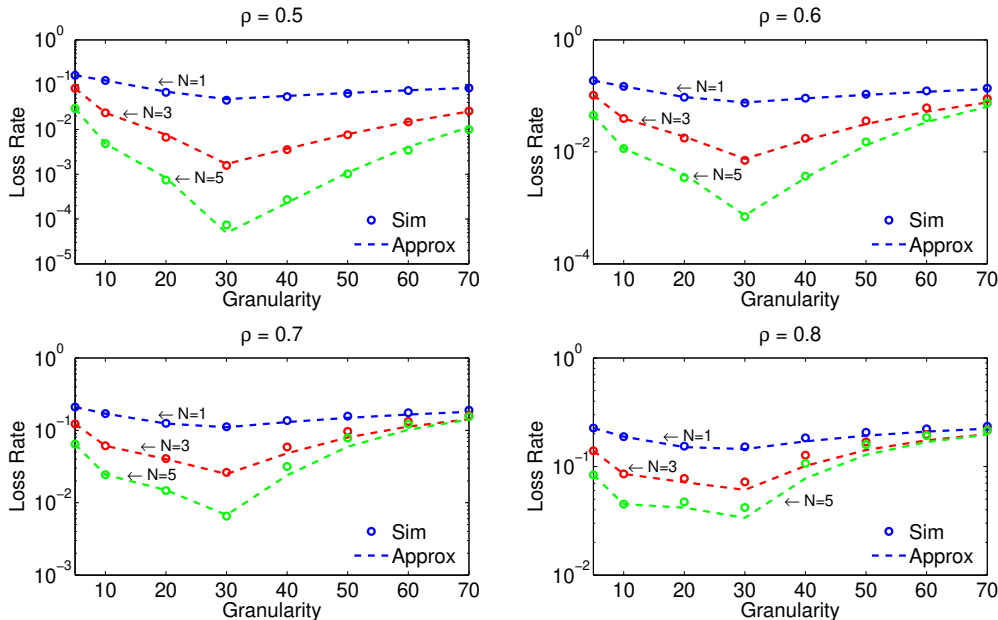 ρ = 0.5
10^0
10^−1
10^−2
10^−3
10^−4
10^−5
Loss Rate
← N=1
← N=3
← N=5
Sim
Approx
10 20 30 40 50 60 70
Granularity
ρ = 0.6
10^0
10^−2
10^−4
Loss Rate
← N=1
← N=3
← N=5
Sim
Approx
10 20 30 40 50 60 70
Granularity
ρ = 0.7
10^0
10^−1
10^−2
10^−3
Loss Rate
← N=1
← N=3
← N=5
Sim
Approx
10 20 30 40 50 60 70
Granularity
ρ = 0.8
10^0
10^−1
10^−2
Loss Rate
← N=1
← N=3
← N=5
Sim
Approx
10 20 30 40 50 60 70
Granularity